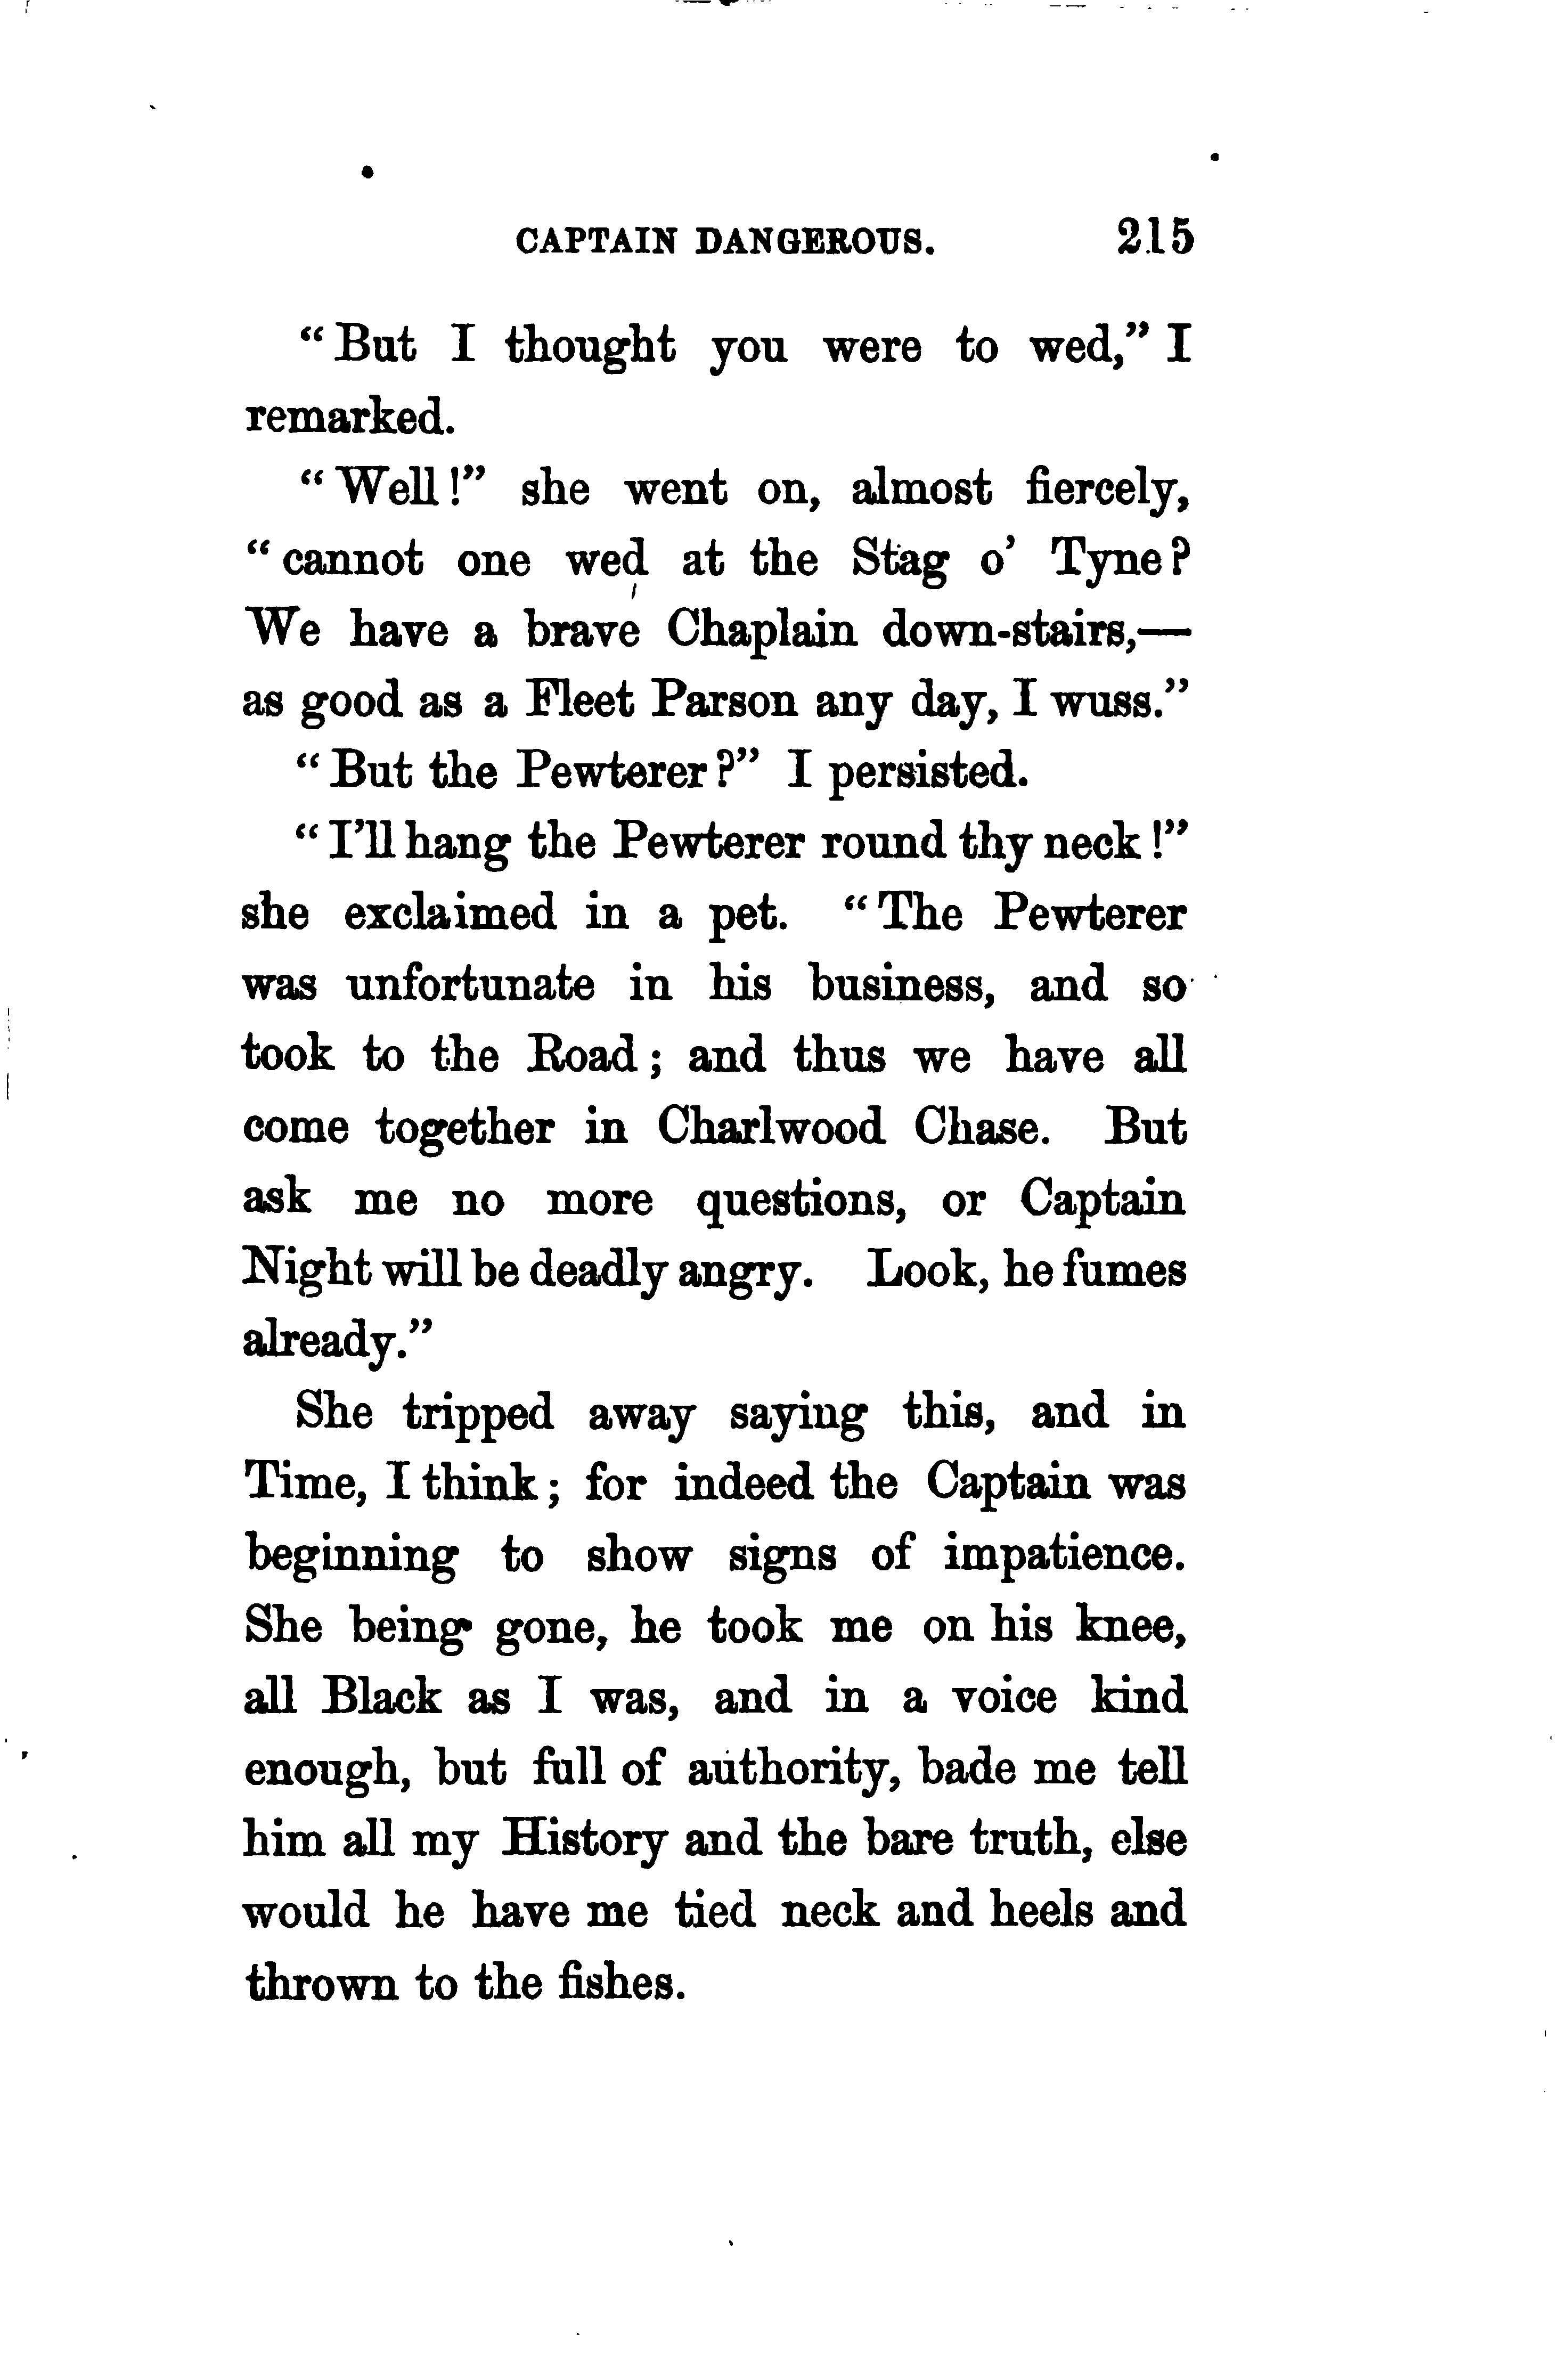 CAPTAIN DANGEROUS. 215
“But I thought you were to wed,” I
remarked.
“Well!” she went on, almost fiercely,
“cannot one wed at the Stag o’ Tyne?
We have a brave Chaplain down-stairs,—
as good as a Fleet Parson any day, I wuss.”
“But the Pewterer?” I persisted.
“I’ll hang the Pewterer round thy neck!”
she exclaimed in a pet. “The Pewterer
was unfortunate in his business, and so
took to the Road; and thus we have all
come together in Charlwood Chase. But
ask me no more questions, or Captain
Night will be deadly angry. Look, he fumes
already.”
She tripped away saying this, and in
Time, I think; for indeed the Captain was
beginning to show signs of impatience.
She being gone, he took me on his knee,
all Black as I was, and in a voice kind
enough, but full of authority, bade me tell
him all my History and the bare truth, else
would he have me tied neck and heels and
thrown to the fishes.